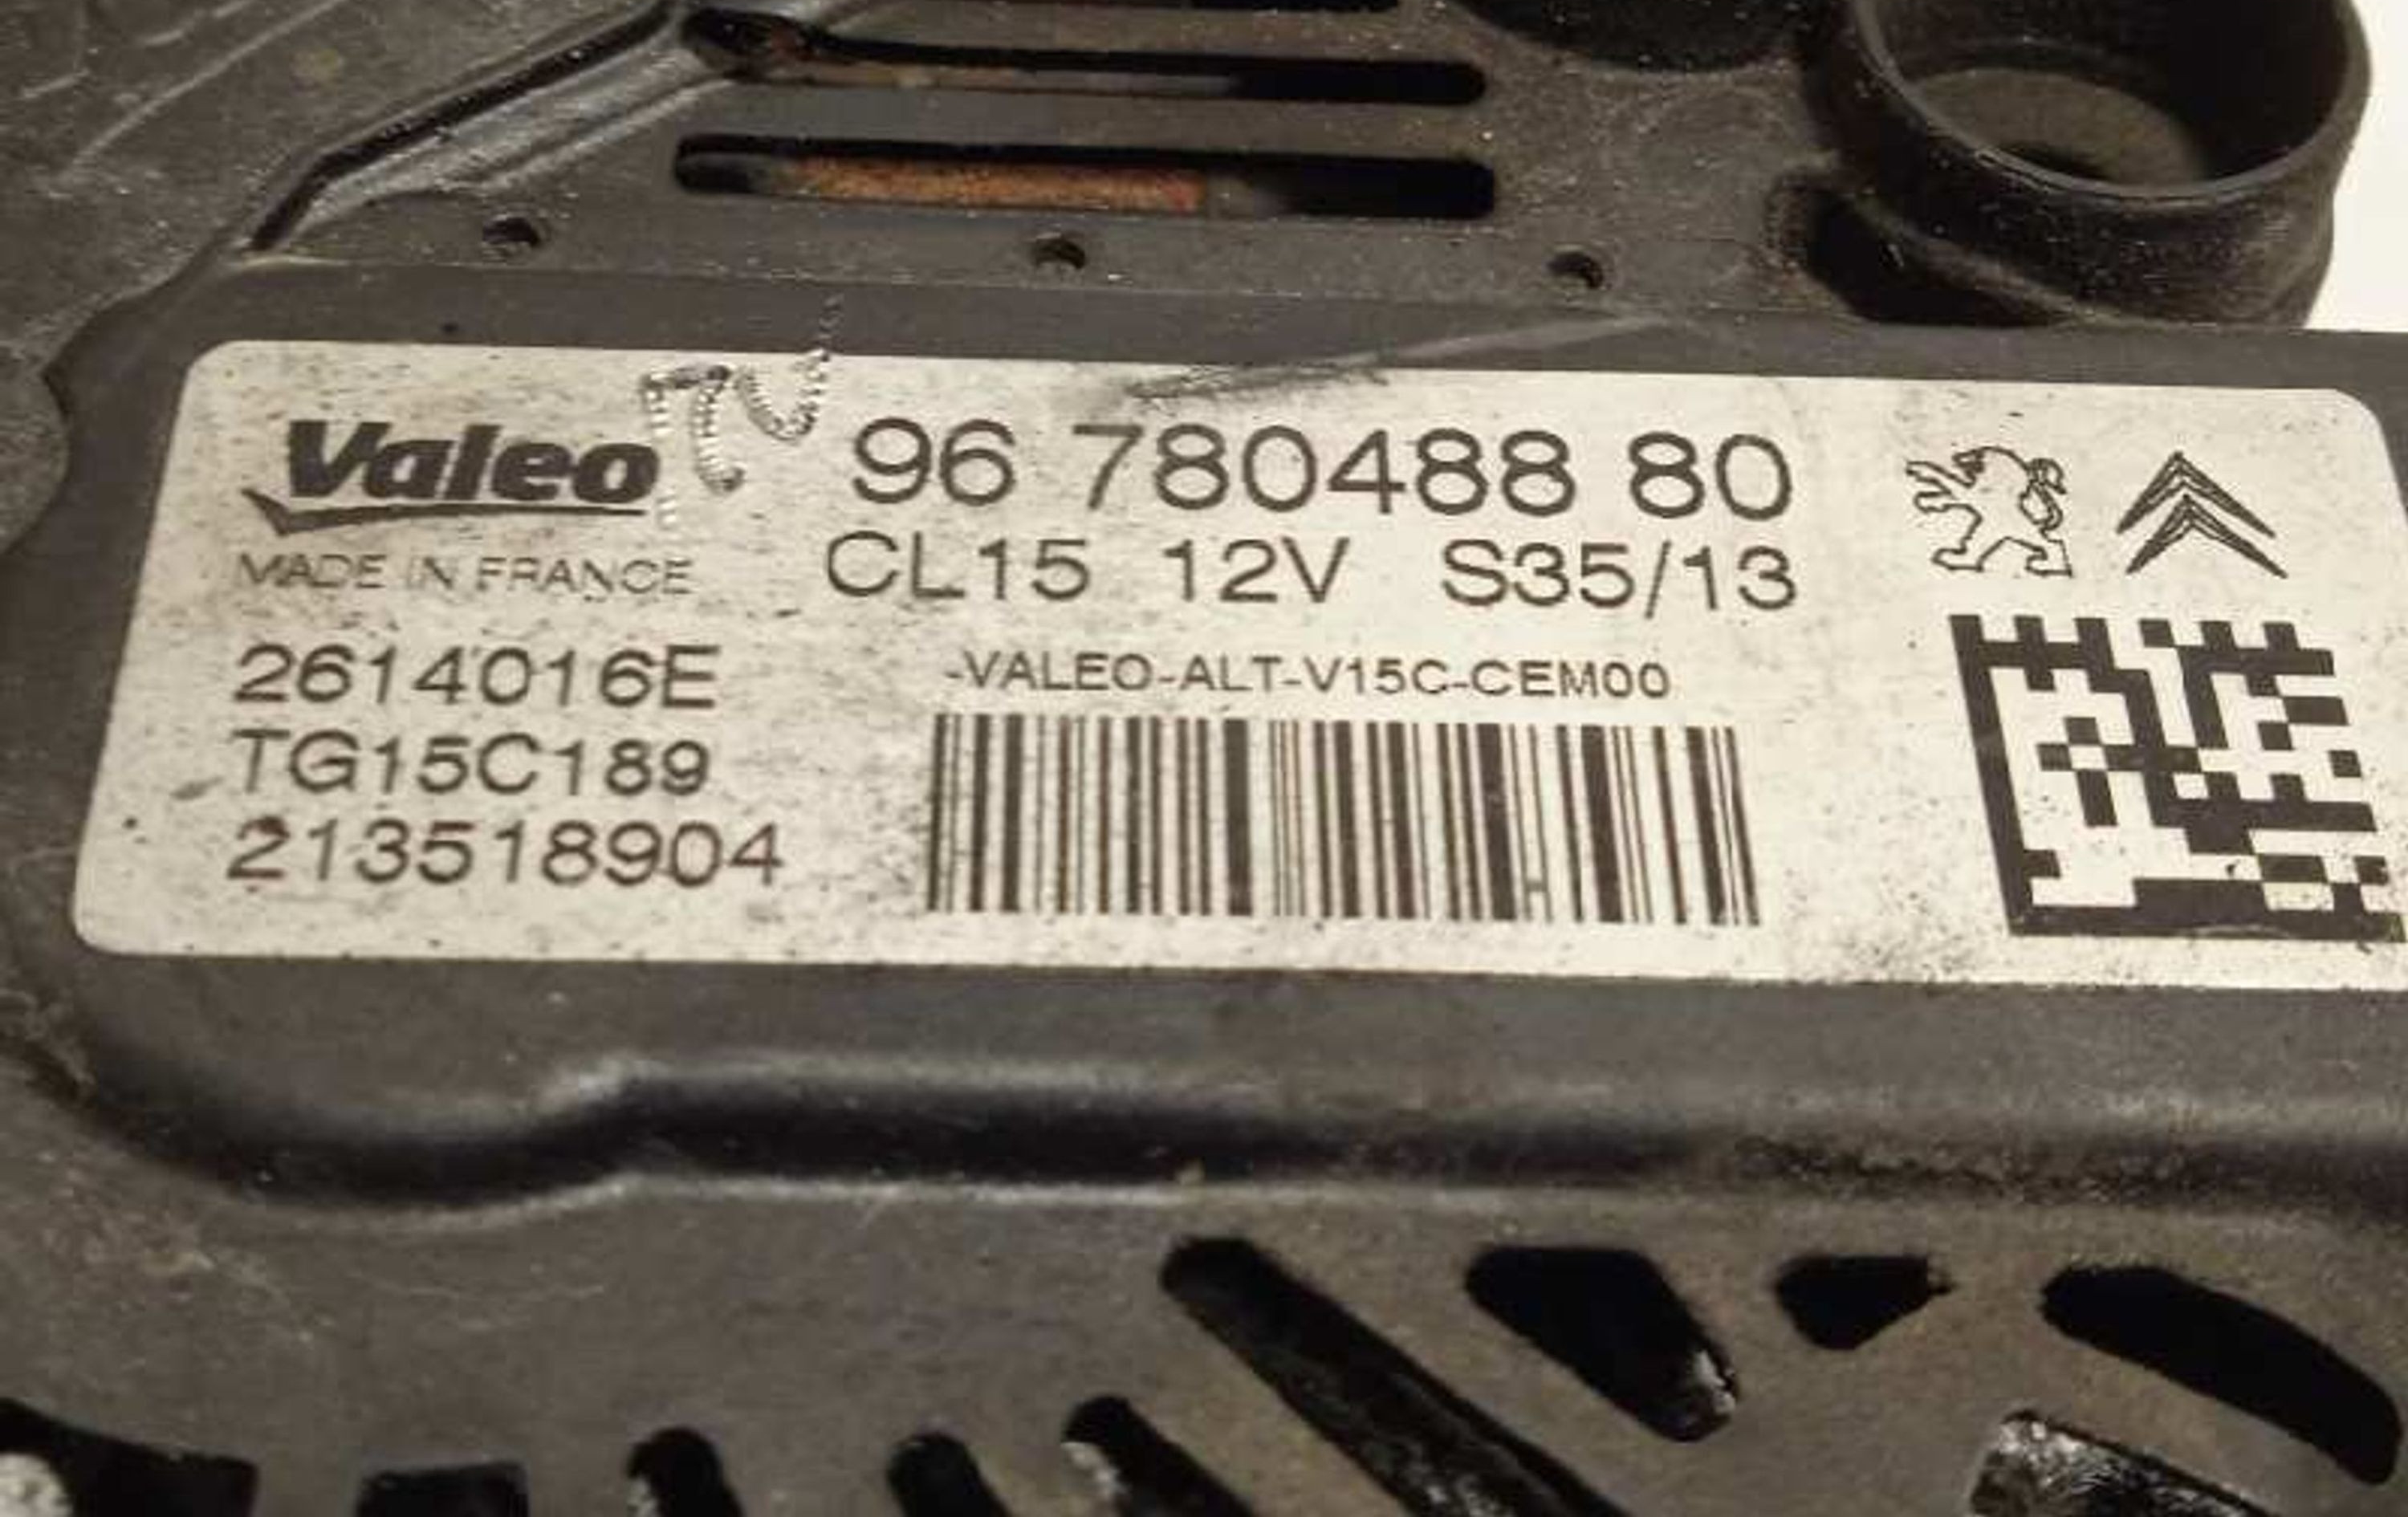 Valeo
MADE IN FRANCE
96 780488 80
CL15 12V S35/13
2614016E
TG15C189
213518904
-VALEO-ALT-V15C-CEM00